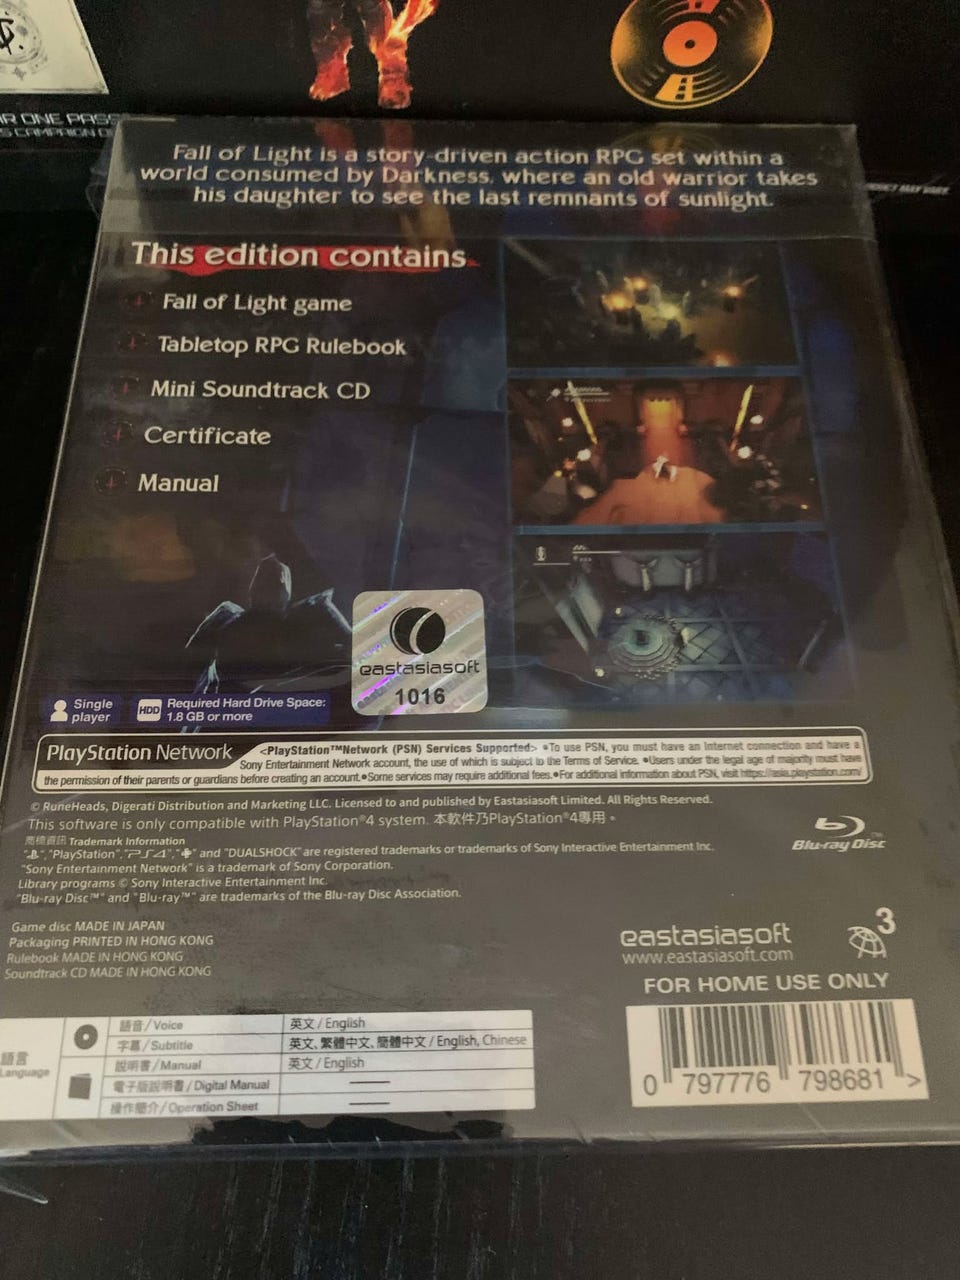 AR ONE PASS
S CAMPAIGN
Fall of Light is a story-driven action RPG set within a
world consumed by Darkness, where an old warrior takes
his daughter to see the last remnants of sunlight.
This edition contains
Fall of Light game
Tabletop RPG Rulebook
Mini Soundtrack CD
Certificate
Manual
eastasiasoft
1016
Single
player
HDD
Required Hard Drive Space:
1.8 GB or more
PlayStation Network
<PlayStation™Network (PSN) Services Supported> •To use PSN, you must have an Internet connection and have a
Sony Entertainment Network account, the use of which is subject to the Terms of Service. •Users under the legal age of majority must have
the permission of their parents or guardians before creating an account.•Some services may require additional fees.•For additional information about PSN, visit https://asia.playstation.com/
© RuneHeads, Digerati Distribution and Marketing LLC. Licensed to and published by Eastasiasoft Limited. All Rights Reserved.
This software is only compatible with PlayStation®4 system. 本軟件乃PlayStation®4專用。
商標資訊 Trademark Information
"PlayStation", "PS4", and "DUALSHOCK" are registered trademarks or trademarks of Sony Interactive Entertainment Inc.
"Sony Entertainment Network" is a trademark of Sony Corporation.
Library programs © Sony Interactive Entertainment Inc.
"Blu-ray Disc™" and "Blu-ray™" are trademarks of the Blu-ray Disc Association.
Blu-ray Disc™
Game disc MADE IN JAPAN
Packaging PRINTED IN HONG KONG
Rulebook MADE IN HONG KONG
Soundtrack CD MADE IN HONG KONG
eastasiasoft
www.eastasiasoft.com
3
FOR HOME USE ONLY
語言
Language
語音/Voice 英文/English
字幕/Subtitle 英文、繁體中文、簡體中文/English, Chinese
說明書/Manual 英文/English
電子版說明書/Digital Manual ——
操作簡介/Operation Sheet ——
0 797776 798681 >